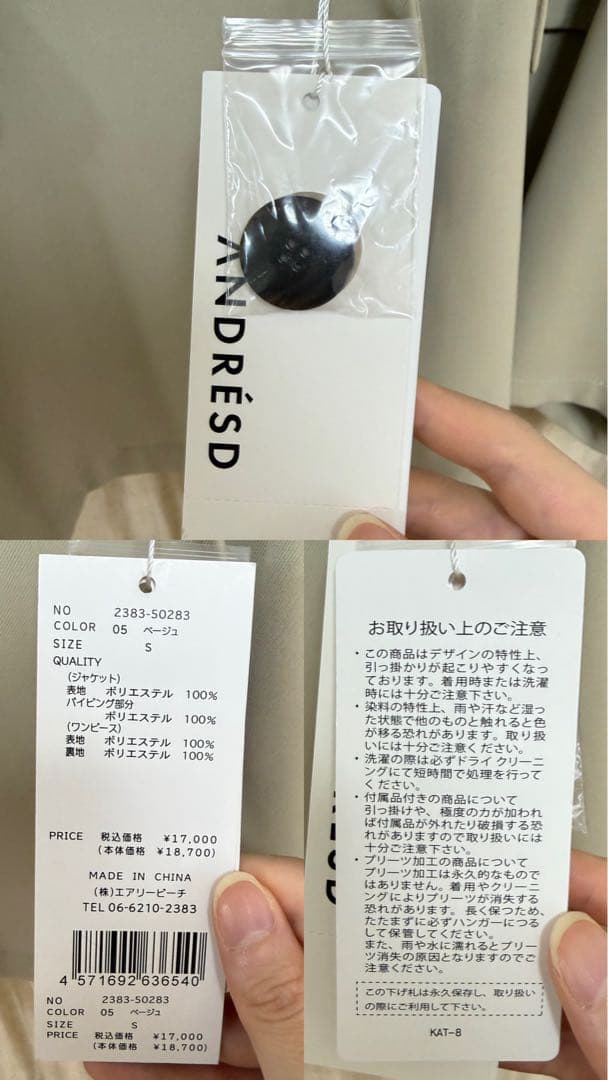 ANDRÉSD
NO 2383-50283
COLOR 05 ベージュ
SIZE S
QUALITY
(ジャケット)
表地 ポリエステル 100%
パイピング部分
ポリエステル 100%
(ワンピース)
表地 ポリエステル 100%
裏地 ポリエステル 100%
PRICE 税込価格 ¥17,000
(本体価格 ¥18,700)
MADE IN CHINA
(株)エアリーピーチ
TEL 06-6210-2383
4 571692 636540
NO 2383-50283
COLOR 05 ベージュ
SIZE S
PRICE 税込価格 ¥17,000
(本体価格 ¥18,700)
お取り扱い上のご注意
・この商品はデザインの特性上、
引っ掛かりが起こりやすくなっ
ております。着用時または洗濯
時には十分ご注意下さい。
・染料の特性上、雨や汗など湿っ
た状態で他のものと触れると色
が移る恐れがあります。取り扱
いには十分ご注意ください。
・洗濯の際は必ずドライ クリーニ
ングにて短時間で処理を行って
ください。
・付属品付きの商品について
引っ掛けや、極度の力が加われ
ば付属品が外れたり破損する恐
れがありますので取り扱いには
十分ご注意下さい。
・プリーツ加工の商品について
プリーツ加工は永久的なもので
はありません。着用やクリーニ
ングによりプリーツが消失する
恐れがあります。長く保つため、
たたまずに必ずハンガーにつる
して保管してください。
また、雨や水に濡れるとプリー
ツ消失の原因となりますのでご
注意ください。
この下げ札は永久保存し、取り扱い
の際にご利用して下さい。
KAT-8